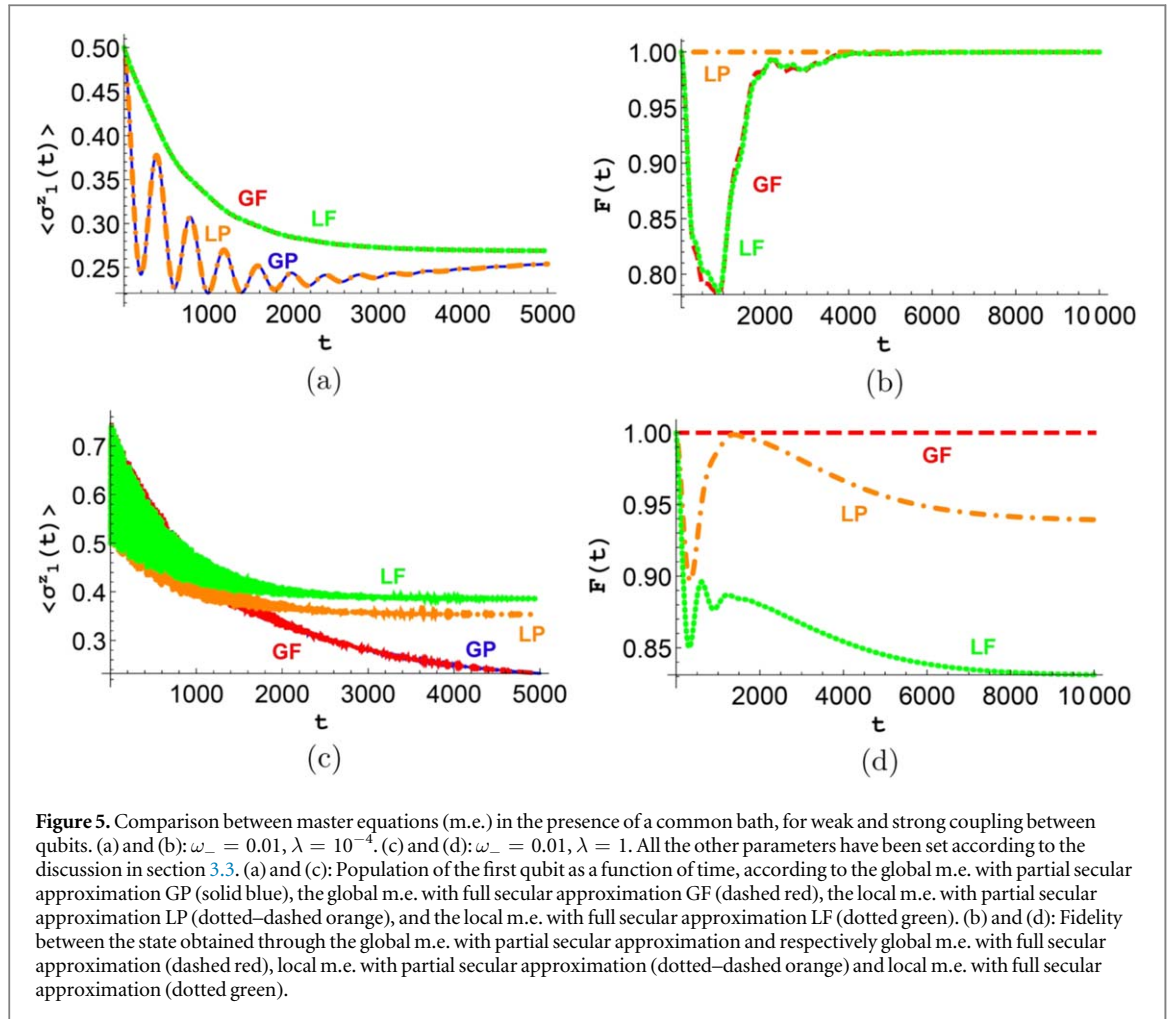 0.50
0.45
0.40
0.35
0.30
0.25
<σᶻ₁(t)>
GF
LF
LP
GP
1000 2000 3000 4000 5000
t
(a)
1.00
0.95
0.90
0.85
0.80
F(t)
LP
GF
LF
2000 4000 6000 8000 10 000
t
(b)
0.7
0.6
0.5
0.4
0.3
<σᶻ₁(t)>
LF
LP
GF
GP
1000 2000 3000 4000 5000
t
(c)
1.00
0.95
0.90
0.85
F(t)
GF
LP
LF
2000 4000 6000 8000 10 000
t
(d)
Figure 5. Comparison between master equations (m.e.) in the presence of a common bath, for weak and strong coupling between
qubits. (a) and (b): ω₋ = 0.01, λ = 10⁻⁴. (c) and (d): ω₋ = 0.01, λ = 1. All the other parameters have been set according to the
discussion in section 3.3. (a) and (c): Population of the first qubit as a function of time, according to the global m.e. with partial secular
approximation GP (solid blue), the global m.e. with full secular approximation GF (dashed red), the local m.e. with partial secular
approximation LP (dotted–dashed orange), and the local m.e. with full secular approximation LF (dotted green). (b) and (d): Fidelity
between the state obtained through the global m.e. with partial secular approximation and respectively global m.e. with full secular
approximation (dashed red), local m.e. with partial secular approximation (dotted–dashed orange) and local m.e. with full secular
approximation (dotted green).